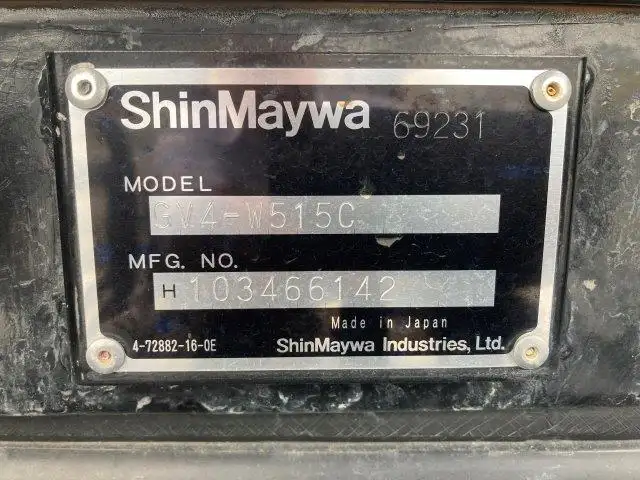 ShinMaywa 69231
MODEL
GV4-W515C
MFG. NO.
H 103466142
Made in Japan
4-72882-16-0E ShinMaywa Industries, Ltd.